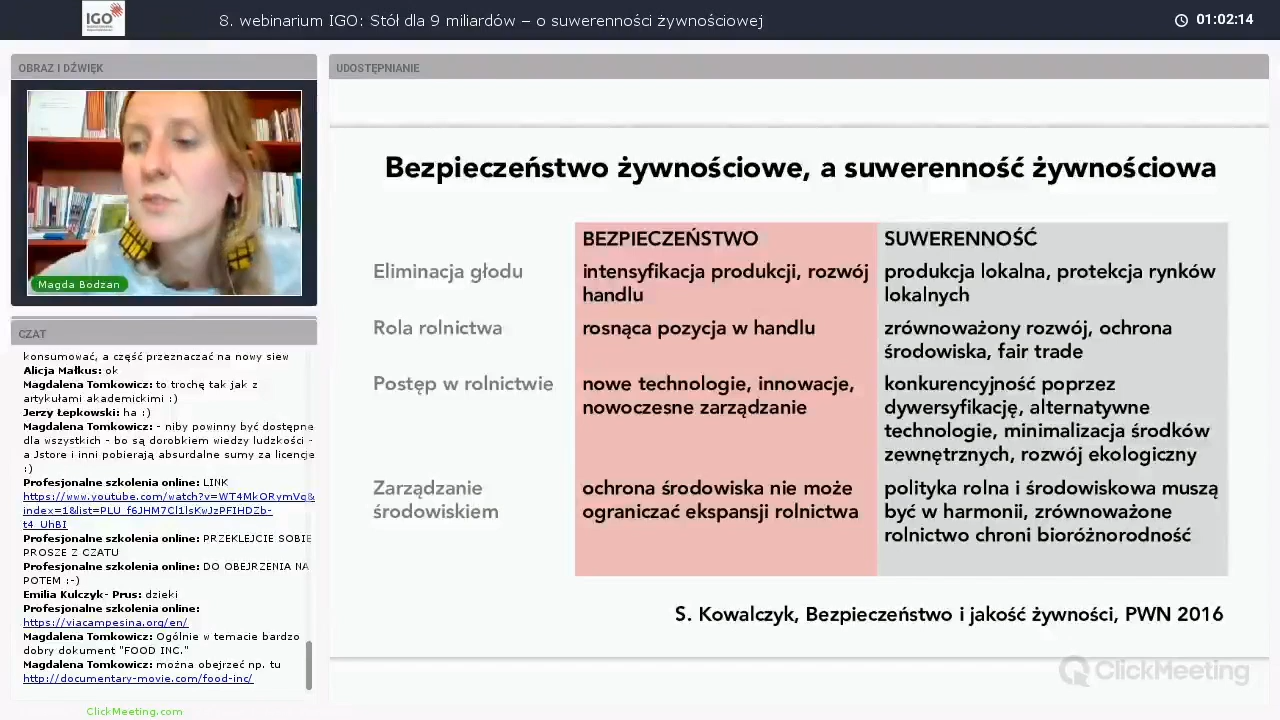 IGO
8. webinarium IGO: Stół dla 9 miliardów – o suwerenności żywnościowej
01:02:14
OBRAZ I DŹWIĘK
Magda Bodzan
CZAT
konsumować, a część przeznaczać na nowy siew
Alicja Małkus: ok
Magdalena Tomkowicz: to trochę tak jak z
artykułami akademickimi :)
Jerzy Łepkowski: ha :)
Magdalena Tomkowicz: - niby powinny być dostępne
dla wszystkich - bo są dorobkiem wiedzy ludzkości -
a Jstore i inni pobierają absurdalne sumy za licencje
:)
Profesjonalne szkolenia online: LINK
https://www.youtube.com/watch?v=WT4MkORymVq&
index=1&list=PLU_f6JHM7Cl1lsKwJzPFIHDZb-
t4_UhBI
Profesjonalne szkolenia online: PRZEKLEJCIE SOBIE
PROSZE Z CZATU
Profesjonalne szkolenia online: DO OBEJRZENIA NA
POTEM :-)
Emilia Kulczyk- Prus: dzieki
Profesjonalne szkolenia online:
https://viacampesina.org/en/
Magdalena Tomkowicz: Ogólnie w temacie bardzo
dobry dokument "FOOD INC."
Magdalena Tomkowicz: można obejrzeć np. tu
http://documentary-movie.com/food-inc/
ClickMeeting.com
UDOSTĘPNIANIE
Bezpieczeństwo żywnościowe, a suwerenność żywnościowa
BEZPIECZEŃSTWO
SUWERENNOŚĆ
Eliminacja głodu
intensyfikacja produkcji, rozwój
handlu
produkcja lokalna, protekcja rynków
lokalnych
Rola rolnictwa
rosnąca pozycja w handlu
zrównoważony rozwój, ochrona
środowiska, fair trade
Postęp w rolnictwie
nowe technologie, innowacje,
nowoczesne zarządzanie
konkurencyjność poprzez
dywersyfikację, alternatywne
technologie, minimalizacja środków
zewnętrznych, rozwój ekologiczny
Zarządzanie
środowiskiem
ochrona środowiska nie może
ograniczać ekspansji rolnictwa
polityka rolna i środowiskowa muszą
być w harmonii, zrównoważone
rolnictwo chroni bioróżnorodność
S. Kowalczyk, Bezpieczeństwo i jakość żywności, PWN 2016
ClickMeeting